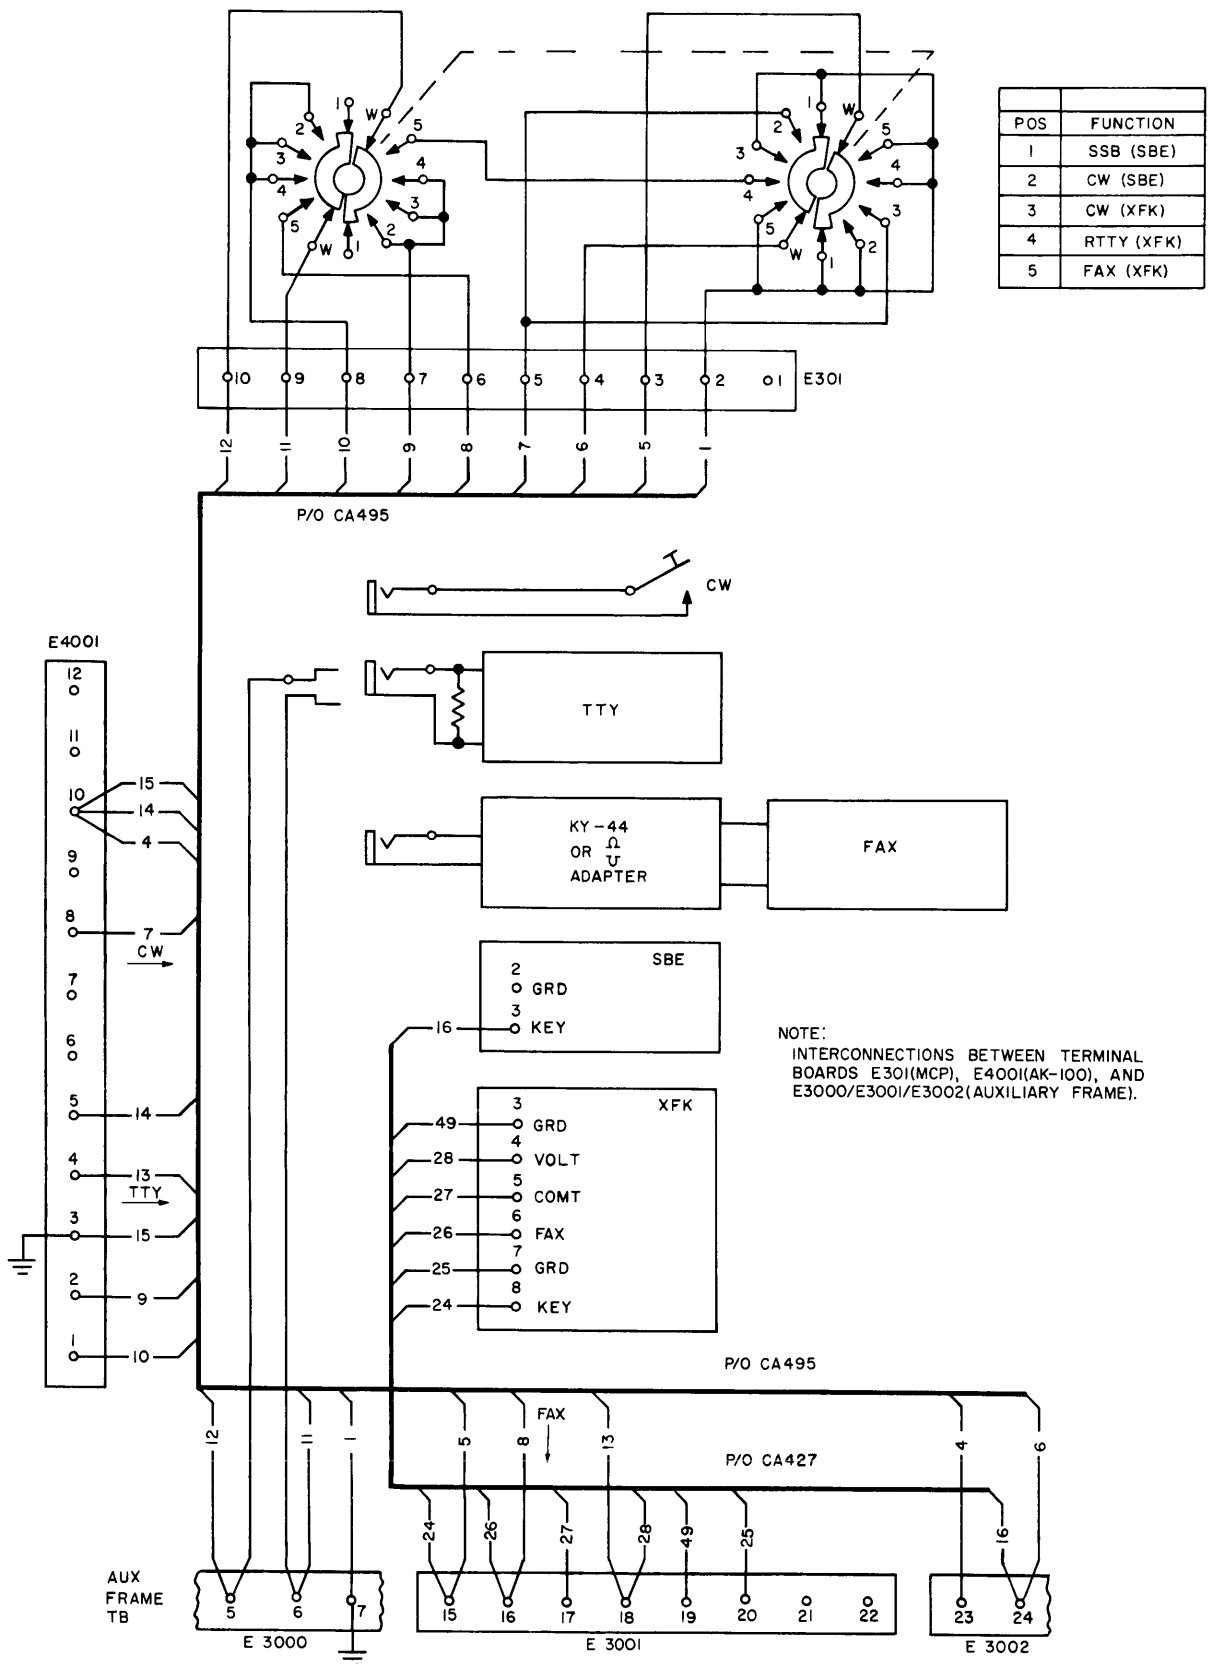 1
W
2
5
3
4
4
3
5
2
W
1
1
W
2
5
3
4
4
3
5
2
W
1
POS FUNCTION
1 SSB (SBE)
2 CW (SBE)
3 CW (XFK)
4 RTTY (XFK)
5 FAX (XFK)
10 9 8 7 6 5 4 3 2 1 E301
12 11 10 9 8 7 6 5 1
P/O CA495
CW
E4001
12
11
10
15
14
4
9
8
7
CW
7
6
5
14
4
13
TTY
3
15
2
9
1
10
TTY
KY-44
OR Ω
℧
ADAPTER
FAX
SBE
2
GRD
3
16
KEY
NOTE:
INTERCONNECTIONS BETWEEN TERMINAL
BOARDS E301(MCP), E4001(AK-100), AND
E3000/E3001/E3002(AUXILIARY FRAME).
XFK
3
49 GRD
4
28 VOLT
5
27 COMT
6
26 FAX
7
25 GRD
8
24 KEY
P/O CA495
12 11 1 5 8 FAX 13 4 6
P/O CA427
24 26 27 28 49 25 16
AUX
FRAME
TB
5 6 7
15 16 17 18 19 20 21 22
23 24
E 3000
E 3001
E 3002